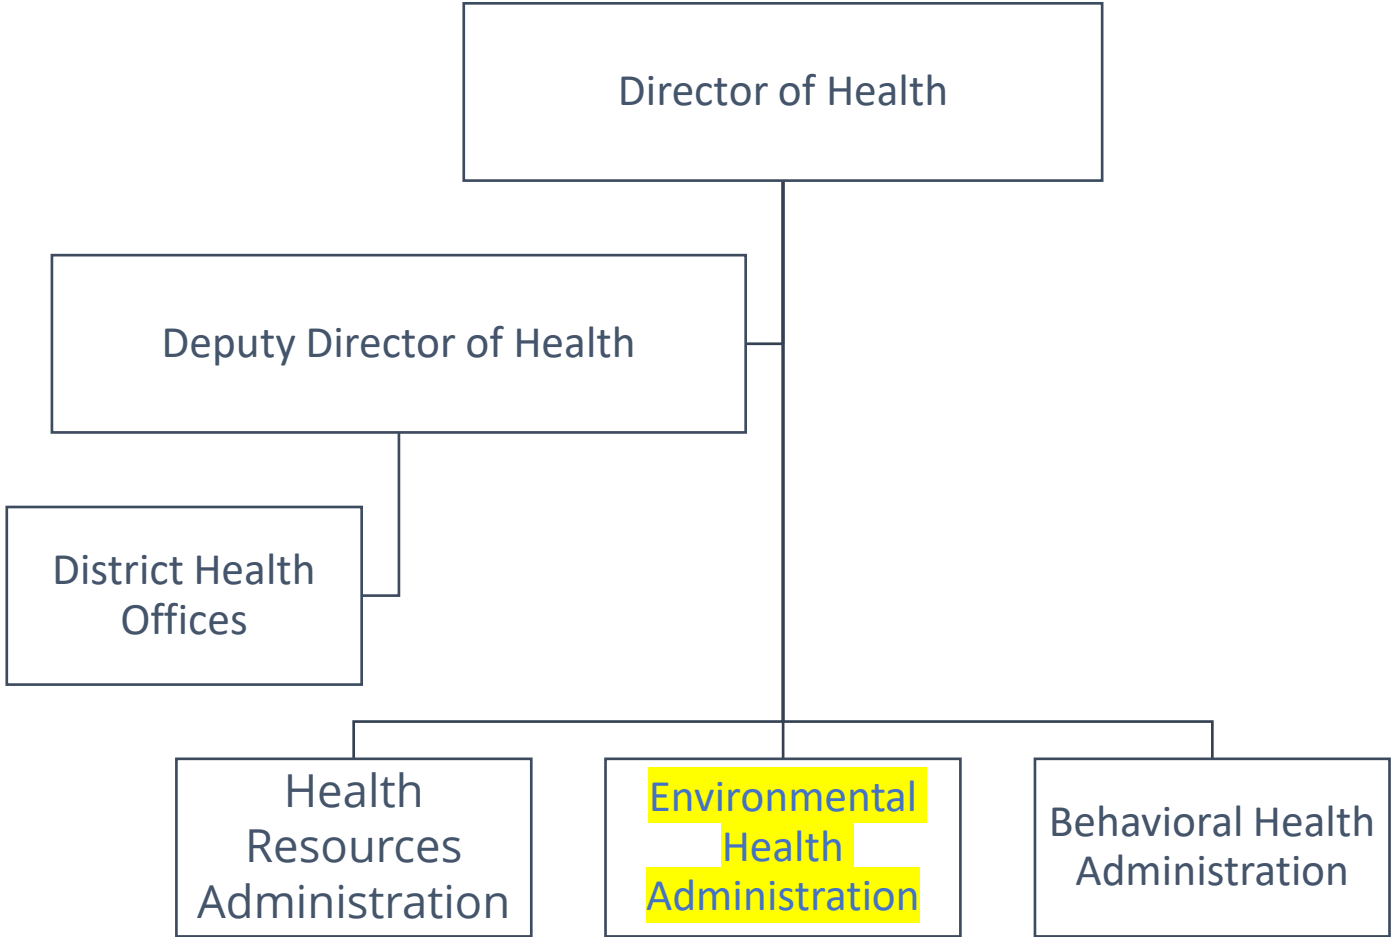 Director of Health
Deputy Director of Health
District Health
Offices
Health
Resources
Administration
Environmental
Health
Administration
Behavioral Health
Administration